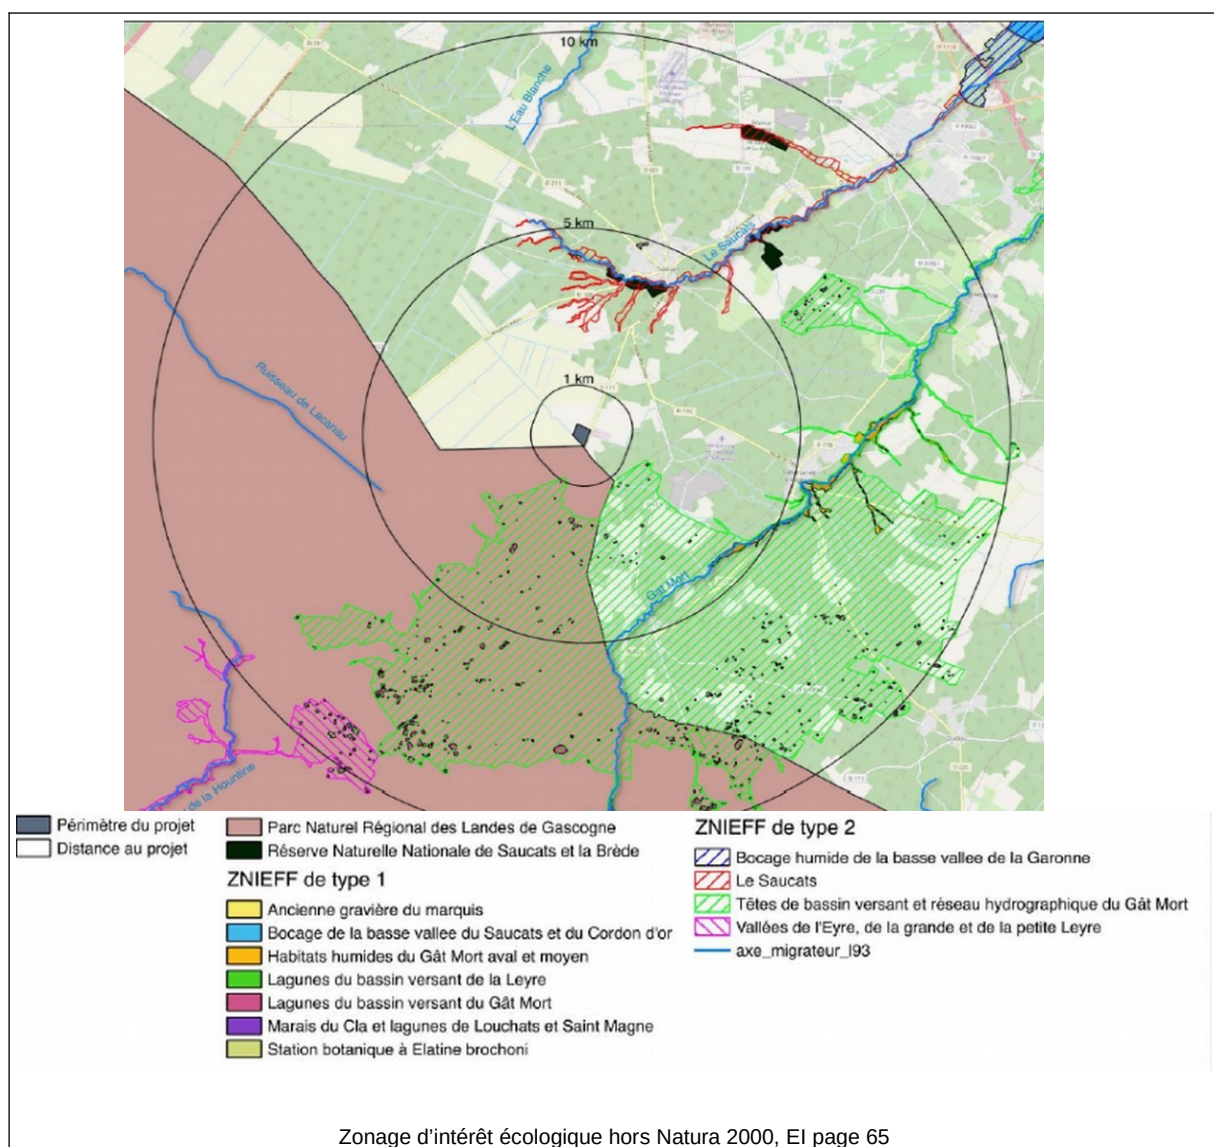 10 km
L'Eau Blanche
5 km
Le Saucats
Ruisseau de Lacanau
1 km
Gat Mort
de la Hountine
Périmètre du projet
Distance au projet
Parc Naturel Régional des Landes de Gascogne
Réserve Naturelle Nationale de Saucats et la Brède
ZNIEFF de type 1
Ancienne gravière du marquis
Bocage de la basse vallee du Saucats et du Cordon d'or
Habitats humides du Gât Mort aval et moyen
Lagunes du bassin versant de la Leyre
Lagunes du bassin versant du Gât Mort
Marais du Cla et lagunes de Louchats et Saint Magne
Station botanique à Elatine brochoni
ZNIEFF de type 2
Bocage humide de la basse vallee de la Garonne
Le Saucats
Têtes de bassin versant et réseau hydrographique du Gât Mort
Vallées de l'Eyre, de la grande et de la petite Leyre
axe_migrateur_l93
Zonage d'intérêt écologique hors Natura 2000, EI page 65